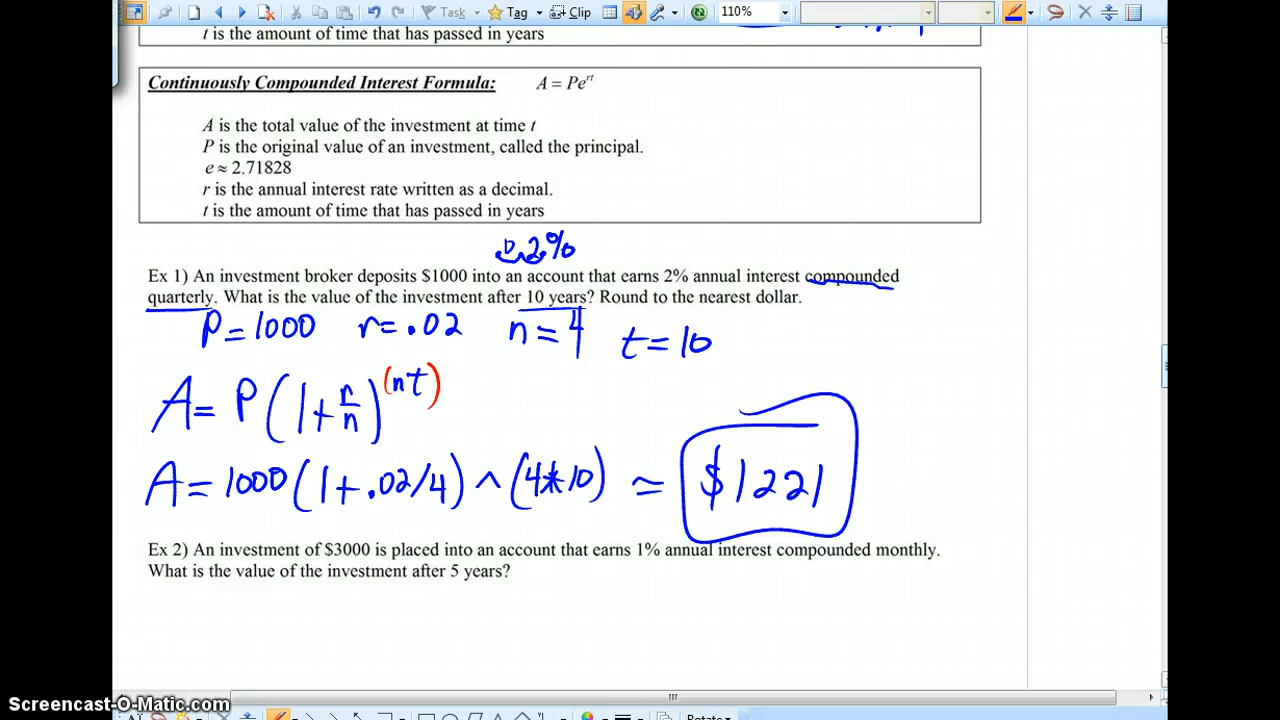 Task Tag Clip 110%
t is the amount of time that has passed in years
Continuously Compounded Interest Formula: A = Pe^rt
A is the total value of the investment at time t
P is the original value of an investment, called the principal.
e ≈ 2.71828
r is the annual interest rate written as a decimal.
t is the amount of time that has passed in years
2%
Ex 1) An investment broker deposits $1000 into an account that earns 2% annual interest compounded
quarterly. What is the value of the investment after 10 years? Round to the nearest dollar.
P = 1000 r = .02 n = 4 t = 10
A = P(1 + r/n)^(nt)
A = 1000(1 + .02/4) ^ (4*10) ≈ $1221
Ex 2) An investment of $3000 is placed into an account that earns 1% annual interest compounded monthly.
What is the value of the investment after 5 years?
Screencast-O-Matic.com
Rotate